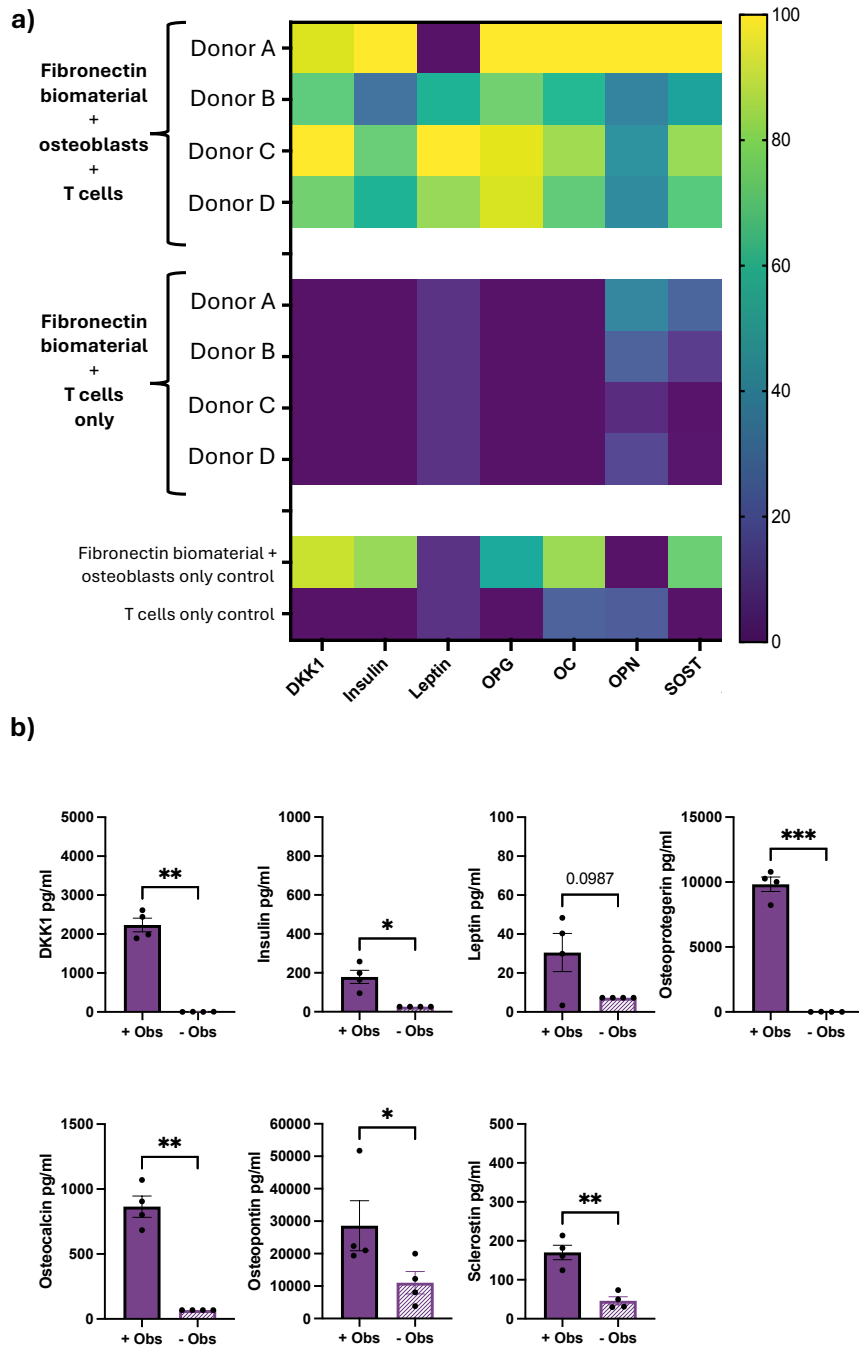 a)
Fibronectin
biomaterial
+
osteoblasts
+
T cells
Donor A
Donor B
Donor C
Donor D
Fibronectin
biomaterial
+
T cells
only
Donor A
Donor B
Donor C
Donor D
Fibronectin biomaterial +
osteoblasts only control
T cells only control
DKK1
Insulin
Leptin
OPG
OC
OPN
SOST
100
80
60
40
20
0
b)
DKK1 pg/ml
5000
4000
3000
2000
1000
0
**
+ Obs
- Obs
Insulin pg/ml
1000
800
600
400
200
0
*
+ Obs
- Obs
Leptin pg/ml
100
80
60
40
20
0
0.0987
+ Obs
- Obs
Osteoprotegerin pg/ml
15000
10000
5000
0
***
+ Obs
- Obs
Osteocalcin pg/ml
1500
1000
500
0
**
+ Obs
- Obs
Osteopontin pg/ml
60000
50000
40000
30000
20000
10000
0
*
+ Obs
- Obs
Sclerostin pg/ml
500
400
300
200
100
0
**
+ Obs
- Obs